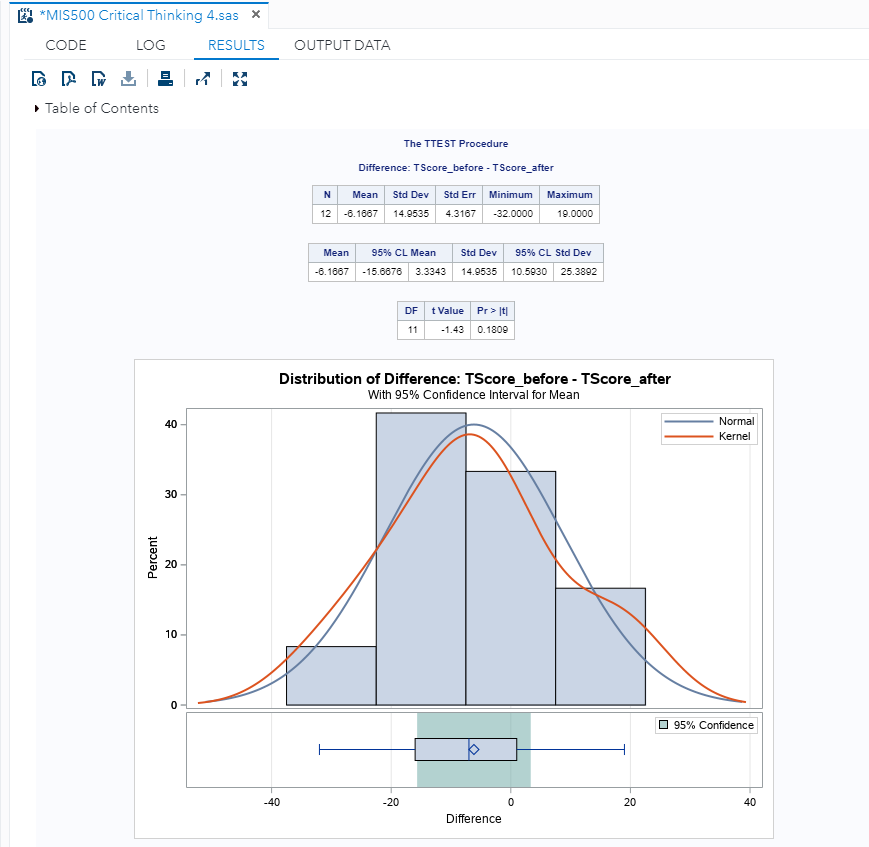 *MIS500 Critical Thinking 4.sas ×
CODE LOG RESULTS OUTPUT DATA
Table of Contents
The TTEST Procedure
Difference: TScore_before - TScore_after
N Mean Std Dev Std Err Minimum Maximum
12 -6.1667 14.9535 4.3167 -32.0000 19.0000
Mean 95% CL Mean Std Dev 95% CL Std Dev
-6.1667 -15.6676 3.3343 14.9535 10.5930 25.3892
DF t Value Pr > |t|
11 -1.43 0.1809
Distribution of Difference: TScore_before - TScore_after
With 95% Confidence Interval for Mean
Normal
Kernel
40
30
20
10
0
Percent
95% Confidence
-40 -20 0 20 40
Difference